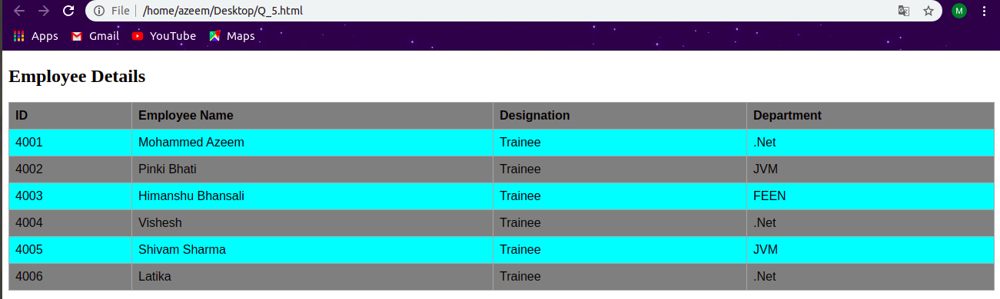 File | /home/azeem/Desktop/Q_5.html M
Apps Gmail YouTube Maps
Employee Details
ID Employee Name Designation Department
4001 Mohammed Azeem Trainee .Net
4002 Pinki Bhati Trainee JVM
4003 Himanshu Bhansali Trainee FEEN
4004 Vishesh Trainee .Net
4005 Shivam Sharma Trainee JVM
4006 Latika Trainee .Net